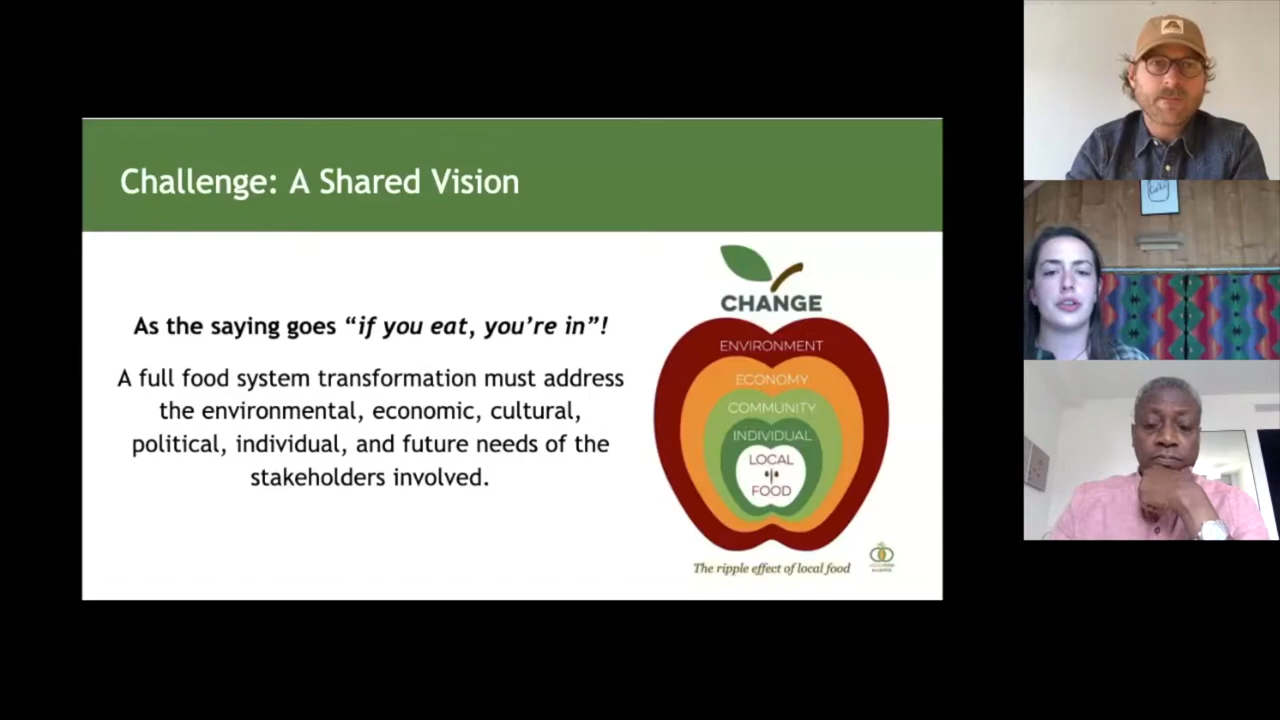 Challenge: A Shared Vision
As the saying goes “if you eat, you’re in”!
A full food system transformation must address
the environmental, economic, cultural,
political, individual, and future needs of the
stakeholders involved.
CHANGE
ENVIRONMENT
ECONOMY
COMMUNITY
INDIVIDUAL
LOCAL
FOOD
The ripple effect of local food